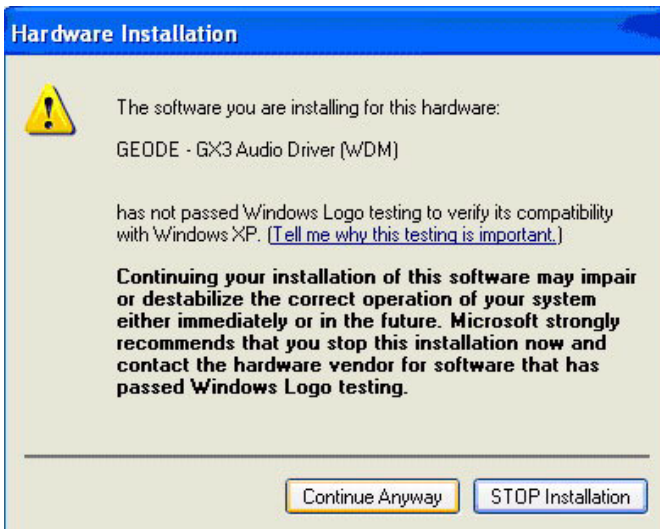 Hardware Installation
The software you are installing for this hardware:
GEODE - GX3 Audio Driver (WDM)
has not passed Windows Logo testing to verify its compatibility
with Windows XP. (Tell me why this testing is important.)
Continuing your installation of this software may impair
or destabilize the correct operation of your system
either immediately or in the future. Microsoft strongly
recommends that you stop this installation now and
contact the hardware vendor for software that has
passed Windows Logo testing.
Continue Anyway
STOP Installation